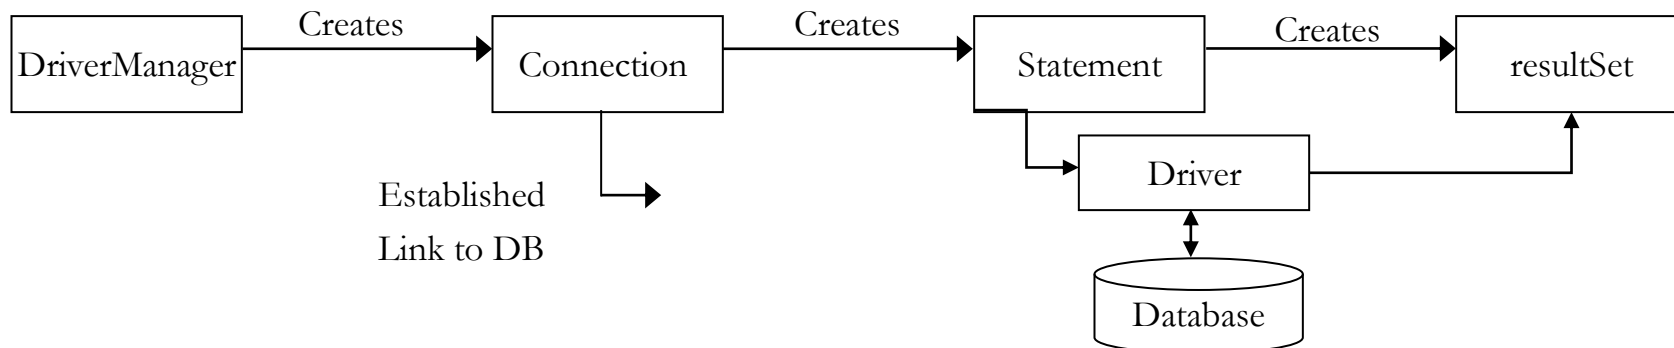 Creates
Creates
Creates
DriverManager
Connection
Statement
resultSet
Driver
Established
Link to DB
Database